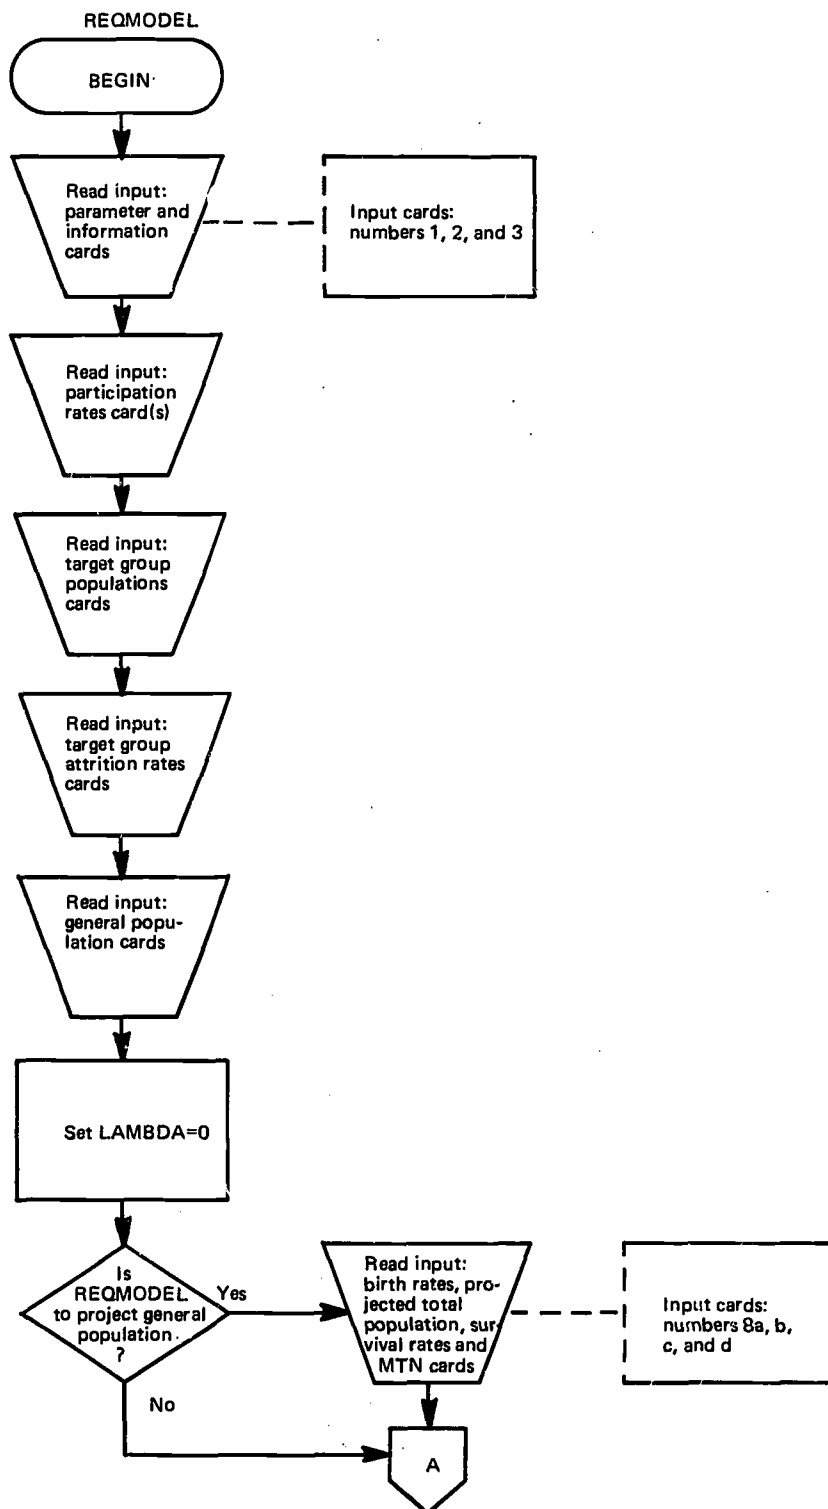 REQMODEL
BEGIN
Read input:
parameter and
information
cards
Input cards:
numbers 1, 2, and 3
Read input:
participation
rates card(s)
Read input:
target group
populations
cards
Read input:
target group
attrition rates
cards
Read input:
general popu-
lation cards
Set LAMBDA=0
Is
REQMODEL
to project general
population
?
Yes
Read input:
birth rates, pro-
jected total
population, sur-
vival rates and
MTN cards
Input cards:
numbers 8a, b,
c, and d
No
A